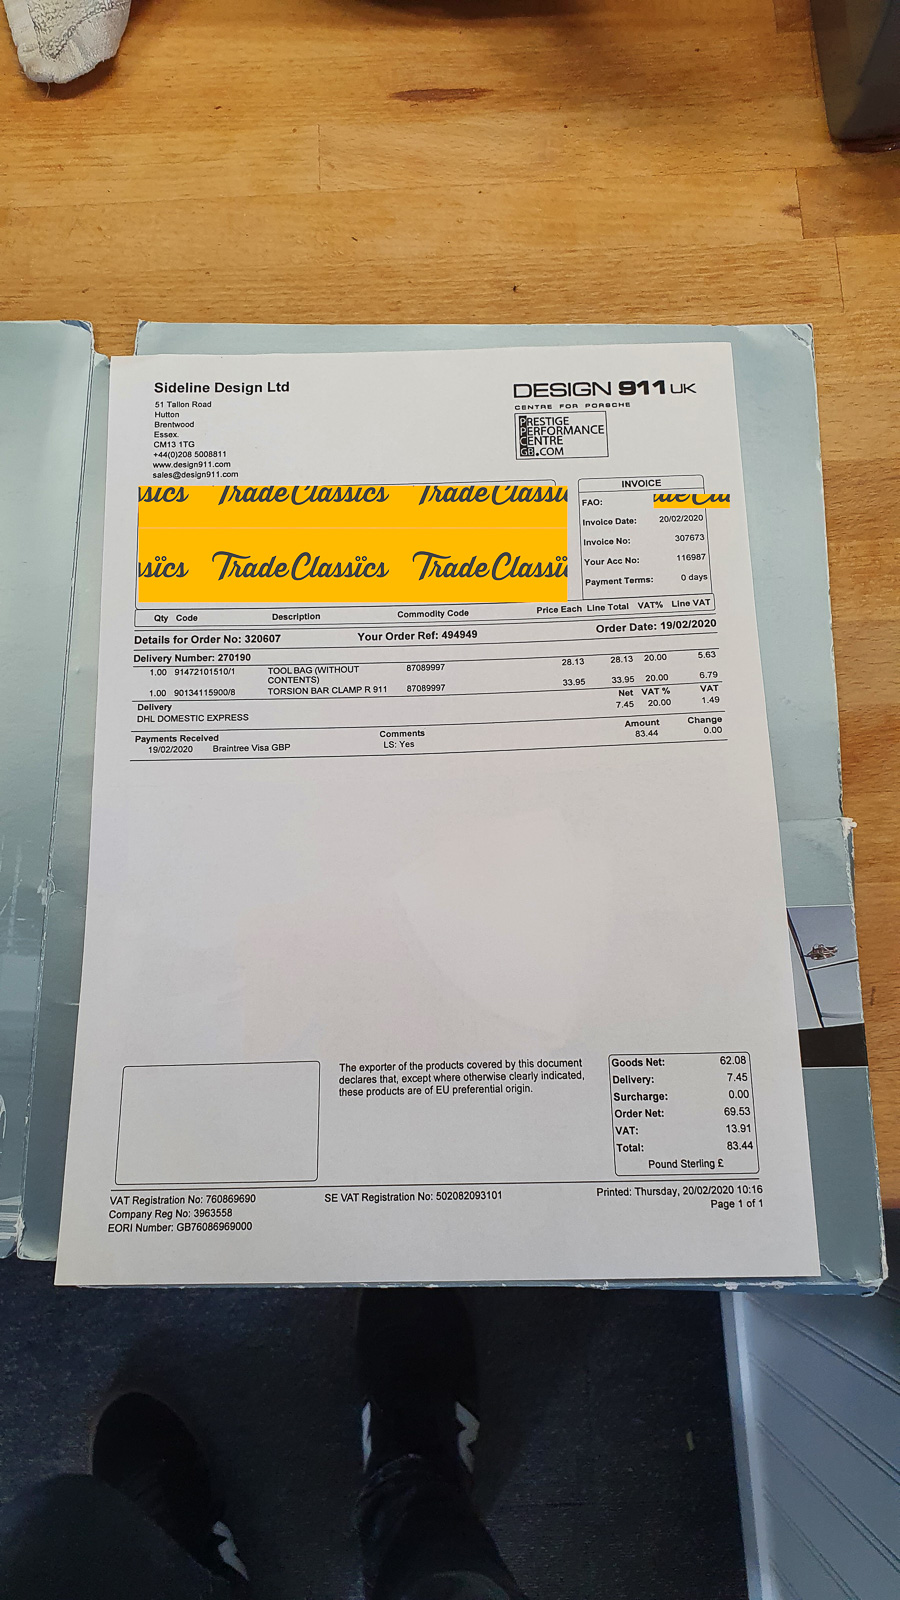 Sideline Design Ltd
51 Tallon Road
Hutton
Brentwood
Essex.
CM13 1TG
+44(0)208 5008811
www.design911.com
sales@design911.com
DESIGN 911 UK
CENTRE FOR PORSCHE
PRESTIGE
PERFORMANCE
CENTRE
GB.COM
TradeClassics
TradeClassics
INVOICE
FAO:
Invoice Date: 20/02/2020
Invoice No: 307673
Your Acc No: 116987
Payment Terms: 0 days
Qty Code Description Commodity Code Price Each Line Total VAT% Line VAT
Details for Order No: 320607 Your Order Ref: 494949 Order Date: 19/02/2020
Delivery Number: 270190
1.00 91472101510/1 TOOL BAG (WITHOUT 87089997 28.13 28.13 20.00 5.63
CONTENTS)
1.00 90134115900/8 TORSION BAR CLAMP R 911 87089997 33.95 33.95 20.00 6.79
Delivery Net VAT % VAT
DHL DOMESTIC EXPRESS 7.45 20.00 1.49
Payments Received Comments Amount Change
19/02/2020 Braintree Visa GBP LS: Yes 83.44 0.00
The exporter of the products covered by this document
declares that, except where otherwise clearly indicated,
these products are of EU preferential origin.
Goods Net: 62.08
Delivery: 7.45
Surcharge: 0.00
Order Net: 69.53
VAT: 13.91
Total: 83.44
Pound Sterling £
VAT Registration No: 760869690 SE VAT Registration No: 502082093101 Printed: Thursday, 20/02/2020 10:16
Company Reg No: 3963558 Page 1 of 1
EORI Number: GB76086969000